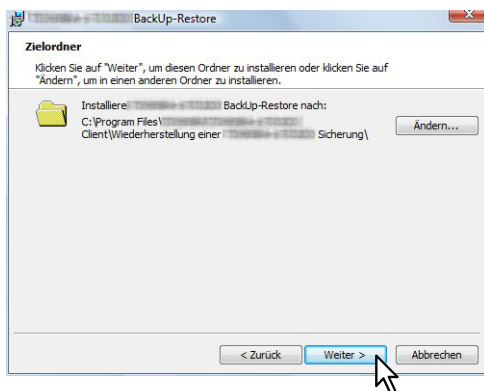 BackUp-Restore
Zielordner
Klicken Sie auf "Weiter", um diesen Ordner zu installieren oder klicken Sie auf
"Ändern", um in einen anderen Ordner zu installieren.
Installiere BackUp-Restore nach:
C:\Program Files\
Client\Wiederherstellung einer Sicherung\
Ändern...
< Zurück Weiter > Abbrechen